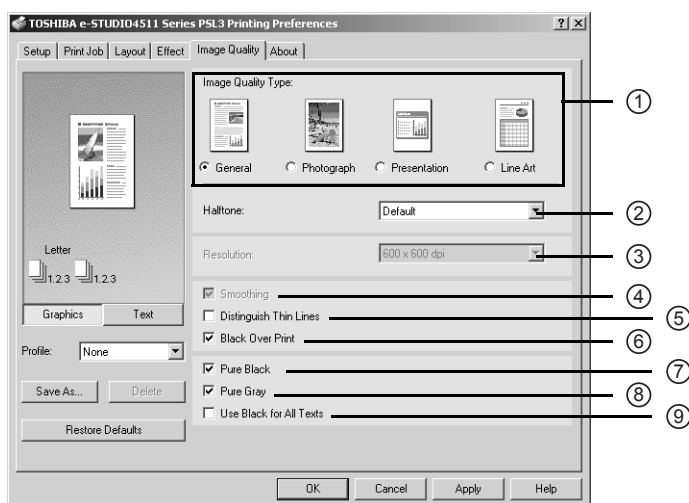 TOSHIBA e-STUDIO4511 Series PSL3 Printing Preferences
Setup Print Job Layout Effect Image Quality About
Image Quality Type:
General Photograph Presentation Line Art
①
Halftone: Default
②
Resolution: 600 x 600 dpi
③
Letter
1.2.3 1.2.3
Graphics Text
Smoothing
④
Distinguish Thin Lines
⑤
Black Over Print
⑥
Profile: None
Pure Black
⑦
Save As... Delete
Pure Gray
⑧
Use Black for All Texts
⑨
Restore Defaults
OK Cancel Apply Help